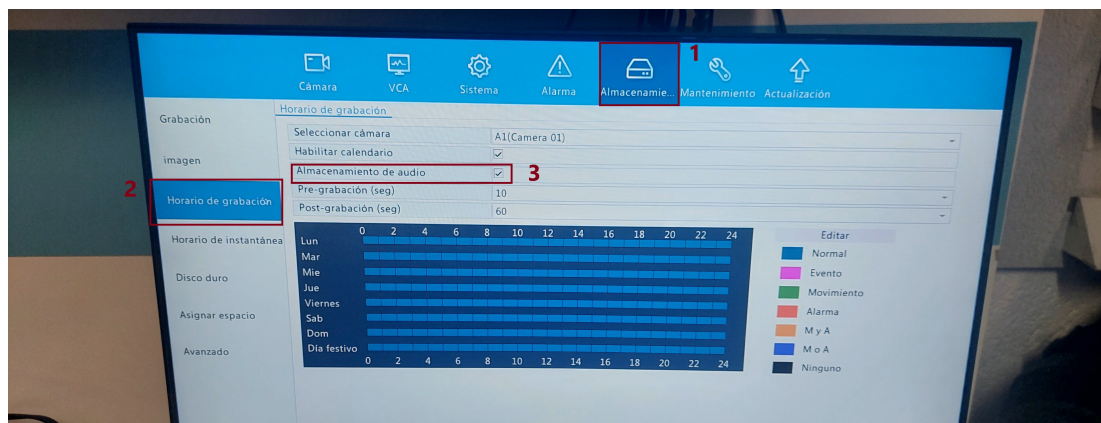 1
Cámara VCA Sistema Alarma Almacenamie... Mantenimiento Actualización
Grabación
Horario de grabación
Seleccionar cámara A1(Camera 01)
Habilitar calendario
imagen
Almacenamiento de audio 3
2
Pre-grabación (seg) 10
Horario de grabación
Post-grabación (seg) 60
0 2 4 6 8 10 12 14 16 18 20 22 24
Editar
Horario de instantánea
Lun
Normal
Mar
Mie
Evento
Disco duro
Jue
Movimiento
Viernes
Alarma
Asignar espacio
Sab
Dom
M y A
Avanzado
Día festivo
M o A
0 2 4 6 8 10 12 14 16 18 20 22 24
Ninguno